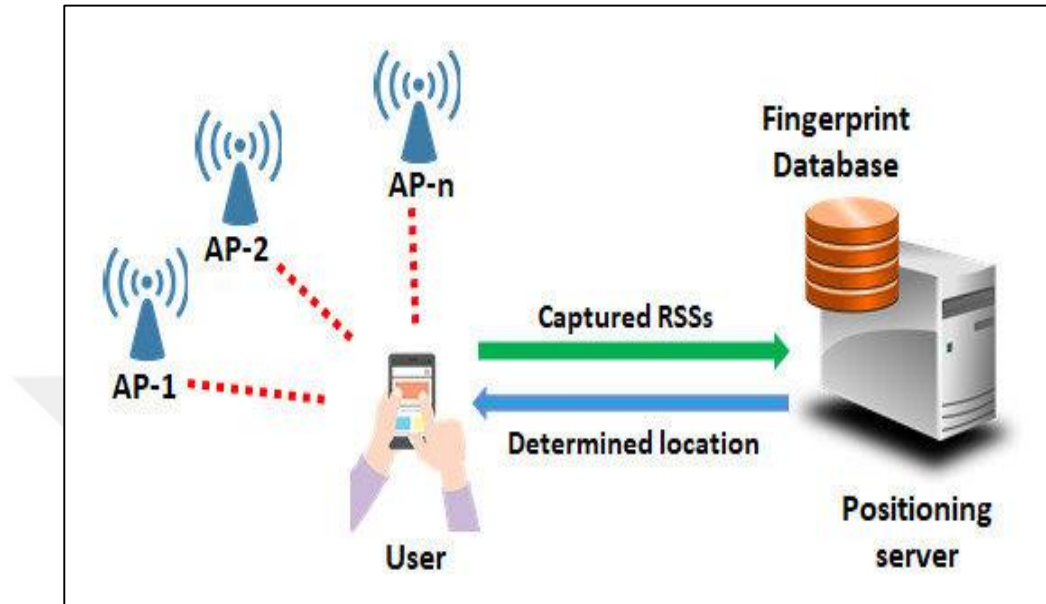 AP-n
AP-2
AP-1
User
Captured RSSs
Determined location
Fingerprint
Database
Positioning
server